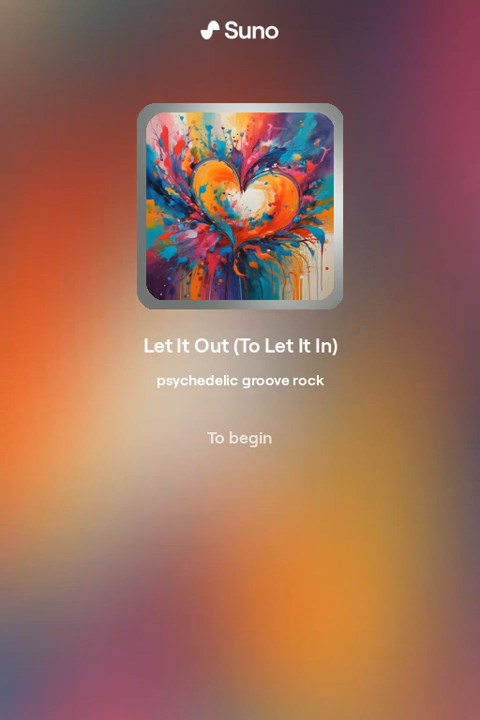 Suno
Let It Out (To Let It In)
psychedelic groove rock
To begin